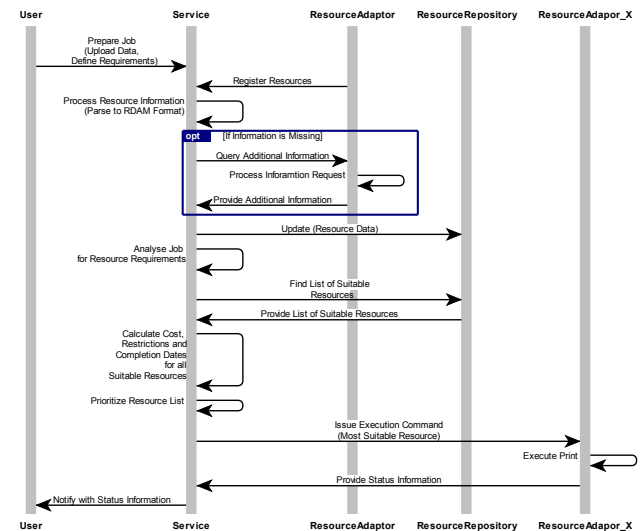 User Service ResourceAdaptor ResourceRepository ResourceAdapor_X
Prepare Job
(Upload Data,
Define Requirements)
Register Resources
Process Resource Information
(Parse to RDAM Format)
opt [If Information is Missing]
Query Additional Information
Process Inforamtion Request
Provide Additional Information
Update (Resource Data)
Analyse Job
for Resource Requirements
Find List of Suitable
Resources
Provide List of Suitable Resources
Calculate Cost,
Restrictions and
Completion Dates
for all
Suitable Resources
Prioritize Resource List
Issue Execution Command
(Most Suitable Resource)
Execute Print
Provide Status Information
Notify with Status Information
User Service ResourceAdaptor ResourceRepository ResourceAdapor_X